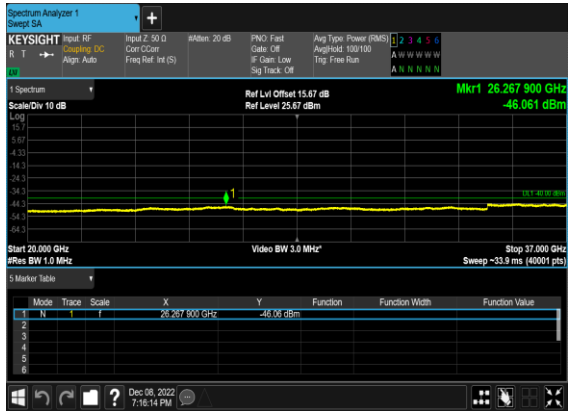 Spectrum Analyzer 1
Swept SA
KEYSIGHT
R T
Input: RF
Coupling: DC
Align: Auto
Input Z: 50 Ω
Corr CCorr
Freq Ref: Int (S)
#Atten: 20 dB
PNO: Fast
Gate: Off
IF Gain: Low
Sig Track: Off
Avg Type: Power (RMS)
Avg|Hold: 100/100
Trig: Free Run
1 2 3 4 5 6
A W W W W W
A N N N N N
1 Spectrum
Scale/Div 10 dB
Ref Lvl Offset 15.67 dB
Ref Level 25.67 dBm
Mkr1 26.267 900 GHz
-46.061 dBm
Log
15.7
5.67
-4.33
-14.3
-24.3
-34.3
-44.3
-54.3
-64.3
1
Start 20.000 GHz
#Res BW 1.0 MHz
Video BW 3.0 MHz*
Stop 37.000 GHz
Sweep ~33.9 ms (40001 pts)
5 Marker Table
Mode Trace Scale X Y Function Function Width Function Value
1 N 1 f 26.267 900 GHz -46.06 dBm
2
3
4
5
6
?
Dec 08, 2022
7:16:14 PM